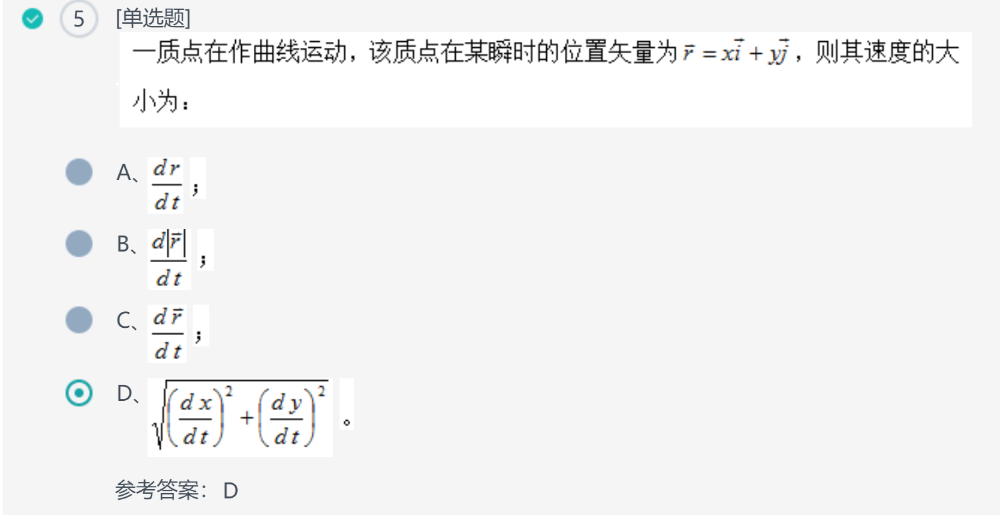 5 [单选题]
一质点在作曲线运动，该质点在某瞬时的位置矢量为 $\vec{r} = x\vec{i} + y\vec{j}$，则其速度的大
小为：
A、$\frac{dr}{dt}$；
B、$\frac{d|\vec{r}|}{dt}$；
C、$\frac{d\vec{r}}{dt}$；
D、$\sqrt{\left(\frac{dx}{dt}\right)^2 + \left(\frac{dy}{dt}\right)^2}$。
参考答案： D